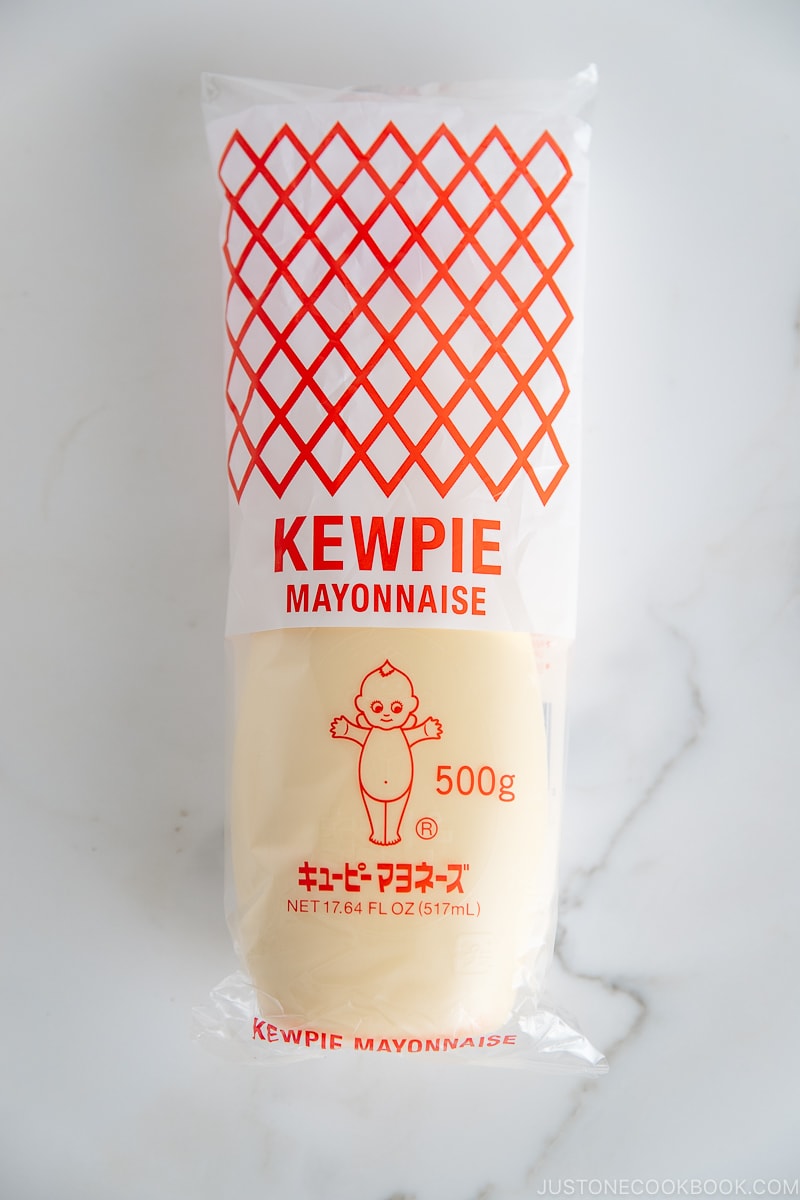 KEWPIE
MAYONNAISE
500g
®
キューピー マヨネーズ
NET 17.64 FL OZ (517mL)
KEWPIE MAYONNAISE
JUSTONECOOKBOOK.COM